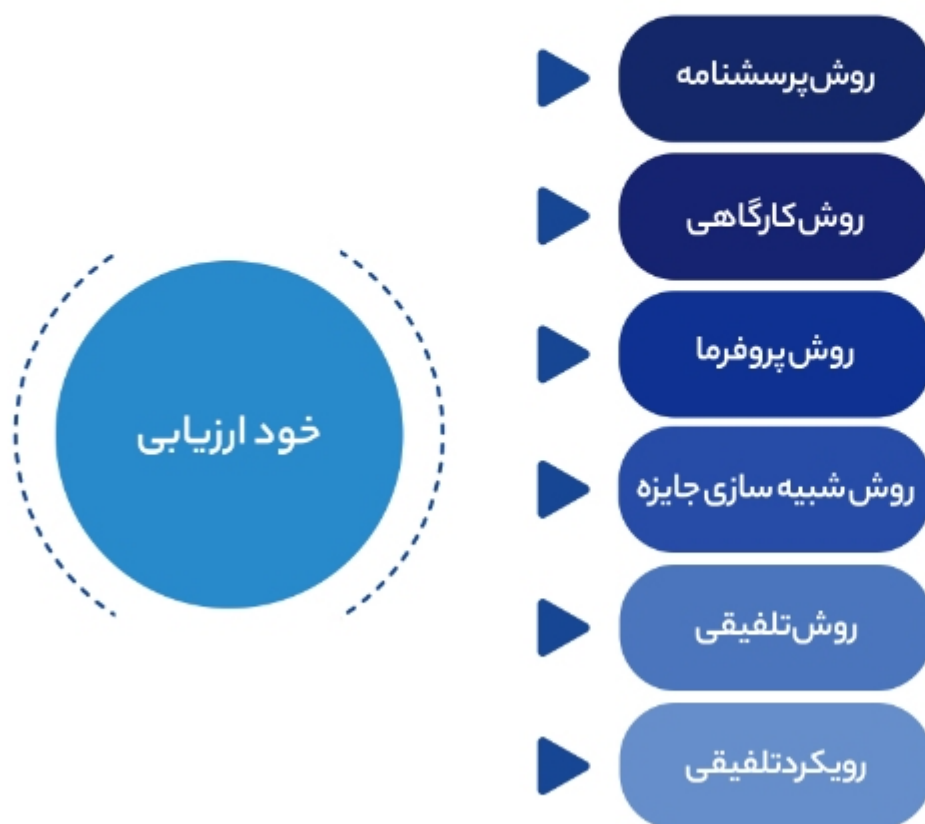 خود ارزیابی
روش پرسشنامه
روش کارگاهی
روش پروفرما
روش شبیه سازی جایزه
روش تلفیقی
رویکرد تلفیقی